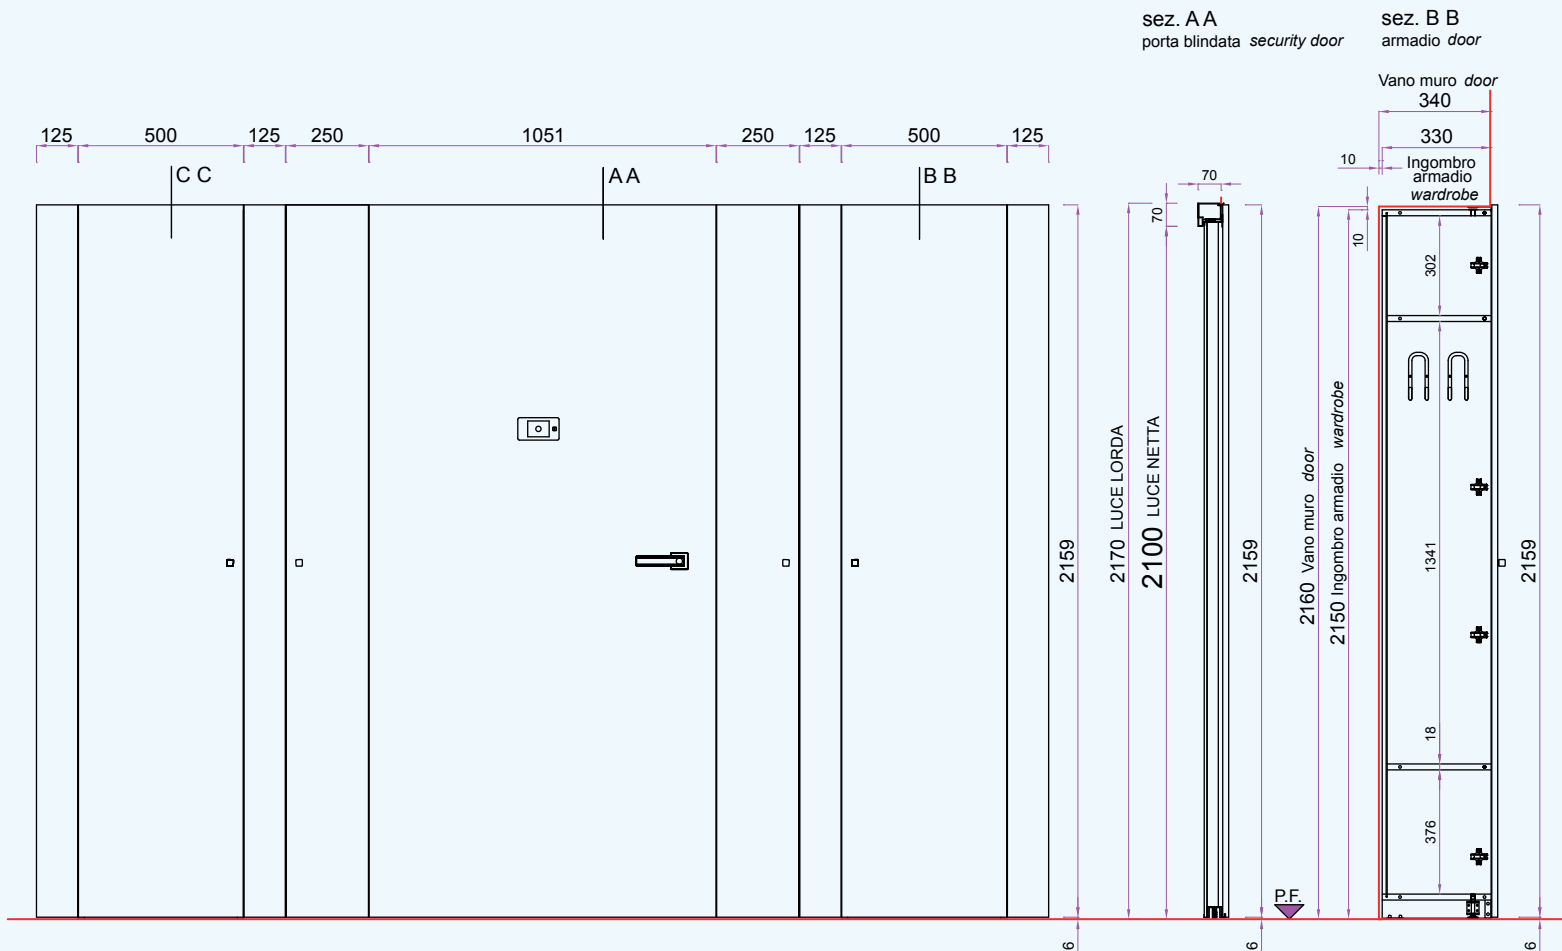 sez. A A
porta blindata security door
sez. B B
armadio door
Vano muro door
340
330
10
Ingombro
armadio
wardrobe
125 500 125 250 1051 250 125 500 125
C C
A A
B B
70
70
10
302
2159
2170 LUCE LORDA
2100 LUCE NETTA
2159
2160 Vano muro door
2150 Ingombro armadio wardrobe
1341
2159
18
376
P.F.
6
6
6